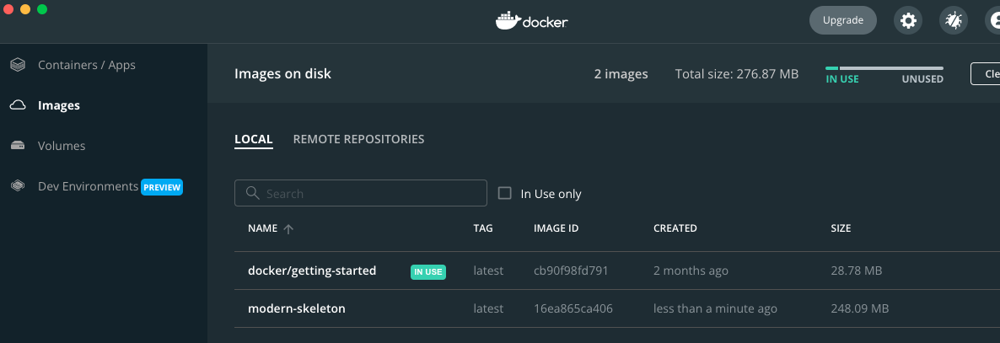 docker
Upgrade
Containers / Apps
Images on disk 2 images Total size: 276.87 MB IN USE UNUSED Cle
Images
LOCAL REMOTE REPOSITORIES
Volumes
Dev Environments PREVIEW
Search In Use only
NAME TAG IMAGE ID CREATED SIZE
docker/getting-started IN USE latest cb90f98fd791 2 months ago 28.78 MB
modern-skeleton latest 16ea865ca406 less than a minute ago 248.09 MB